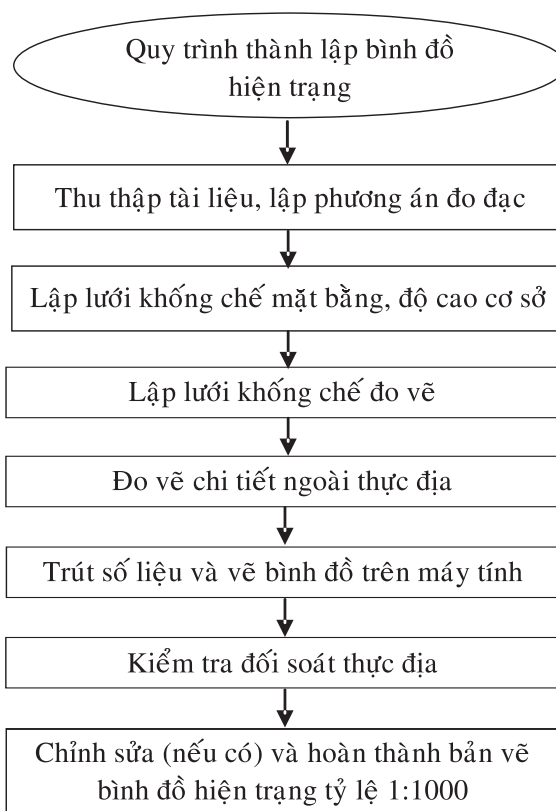 Quy trình thành lập bình đồ
hiện trạng
Thu thập tài liệu, lập phương án đo đạc
Lập lưới khống chế mặt bằng, độ cao cơ sở
Lập lưới khống chế đo vẽ
Đo vẽ chi tiết ngoài thực địa
Trút số liệu và vẽ bình đồ trên máy tính
Kiểm tra đối soát thực địa
Chỉnh sửa (nếu có) và hoàn thành bản vẽ
bình đồ hiện trạng tỷ lệ 1:1000